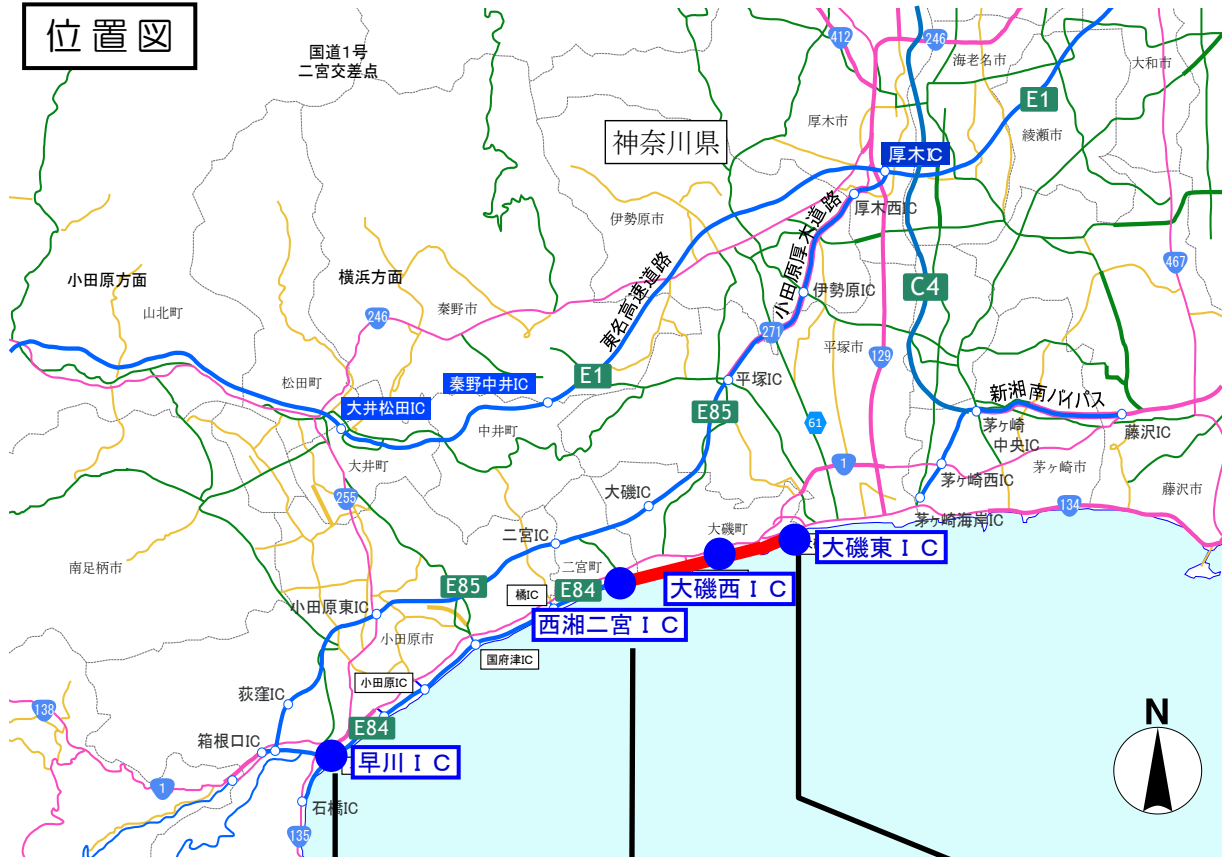 位置図
国道1号
二宮交差点
412
246
海老名市
大和市
E1
厚木市
綾瀬市
神奈川県
厚木IC
厚木西IC
伊勢原市
小田原厚木道路
東名高速道路
467
小田原方面
横浜方面
C4
伊勢原IC
山北町
秦野市
246
271
平塚市
129
松田町
秦野中井IC
E1
平塚IC
新湘南バイパス
大井松田IC
E85
61
茅ヶ崎
中央IC
藤沢IC
中井町
大井町
1
茅ヶ崎西IC
茅ヶ崎市
藤沢市
255
大磯IC
134
茅ヶ崎海岸IC
大磯町
二宮IC
大磯東IC
南足柄市
二宮町
E85
E84
橘IC
大磯西IC
小田原東IC
西湘二宮IC
小田原市
国府津IC
小田原IC
荻窪IC
138
E84
箱根口IC
早川IC
N
1
石橋IC
135